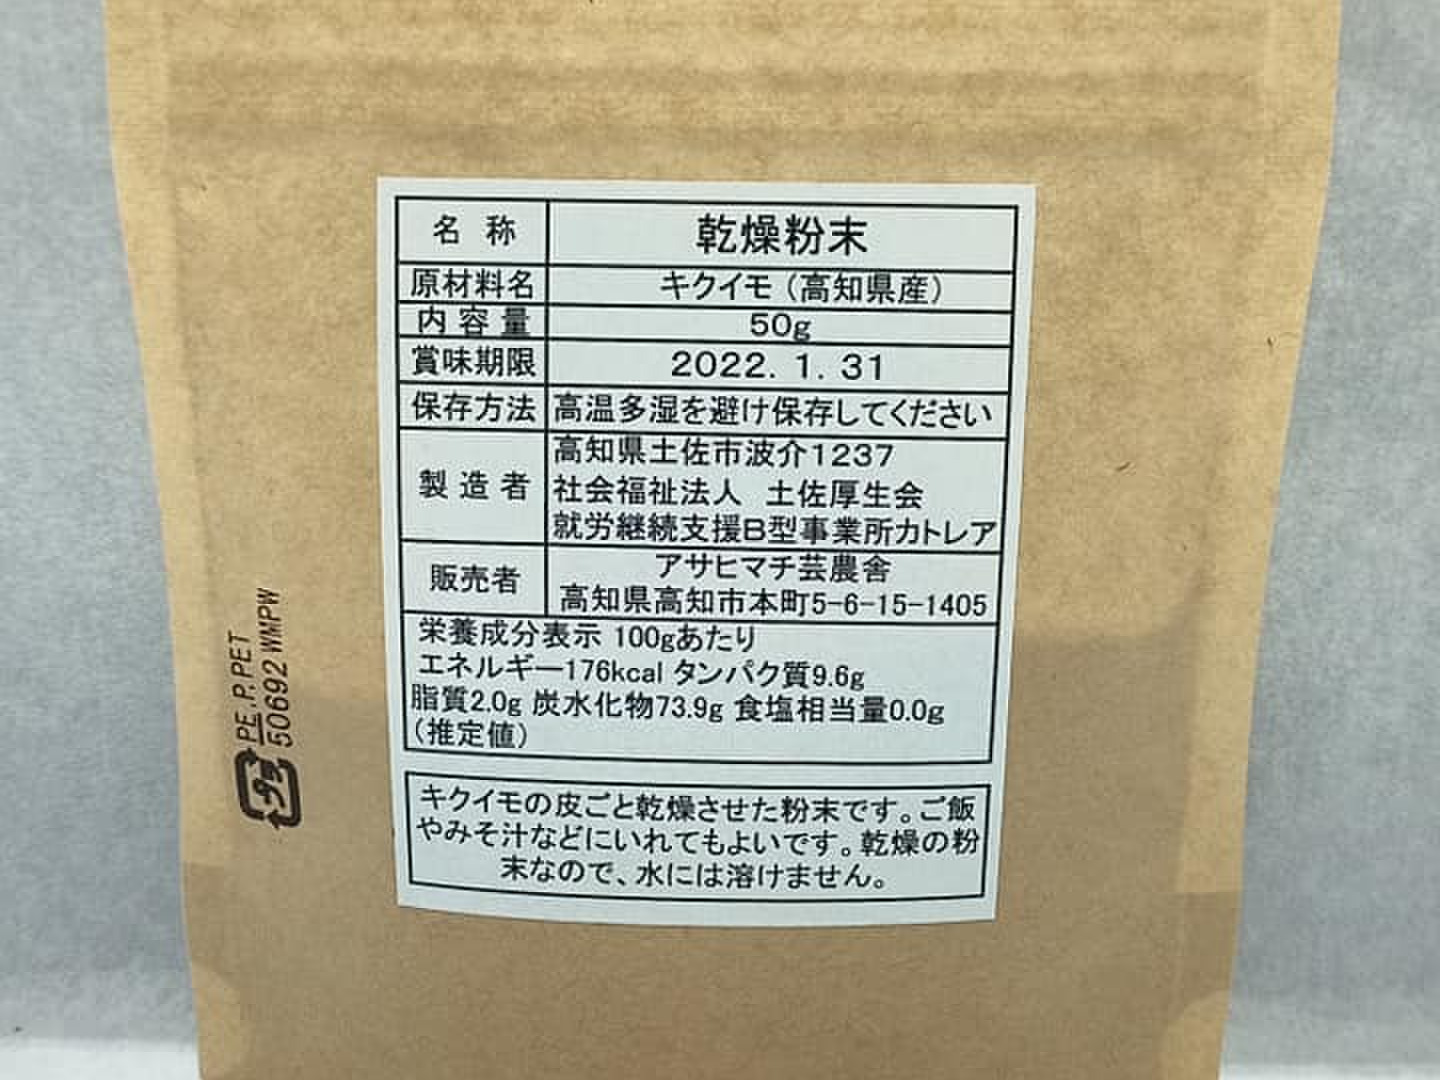 名 称 乾燥粉末
原材料名 キクイモ（高知県産）
内 容 量 50g
賞味期限 2022. 1. 31
保存方法 高温多湿を避け保存してください
製 造 者
高知県土佐市波介1237
社会福祉法人 土佐厚生会
就労継続支援B型事業所カトレア
販売者
アサヒマチ芸農舎
高知県高知市本町5-6-15-1405
栄養成分表示 100gあたり
エネルギー176kcal タンパク質9.6g
脂質2.0g 炭水化物73.9g 食塩相当量0.0g
（推定値）
キクイモの皮ごと乾燥させた粉末です。ご飯
やみそ汁などにいれてもよいです。乾燥の粉
末なので、水には溶けません。
プラ
PE.P.PET
50692 WMPW